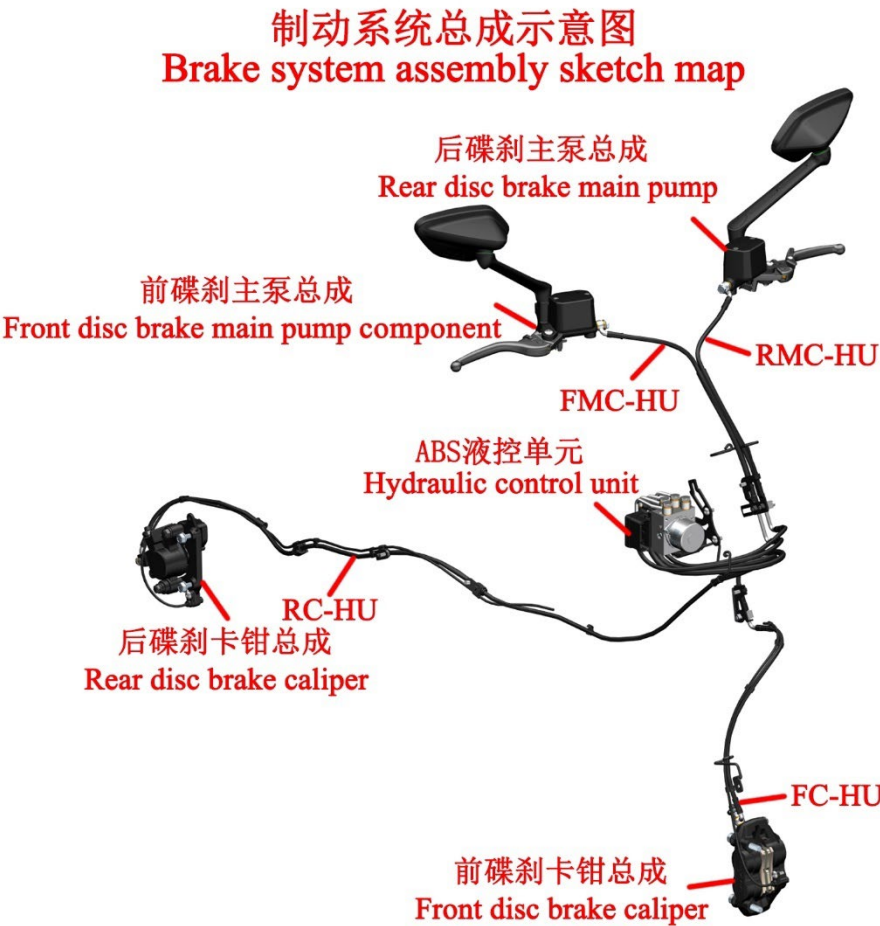 制动系统总成示意图
Brake system assembly sketch map
后碟刹主泵总成
Rear disc brake main pump
前碟刹主泵总成
Front disc brake main pump component
RMC-HU
FMC-HU
ABS液控单元
Hydraulic control unit
RC-HU
后碟刹卡钳总成
Rear disc brake caliper
FC-HU
前碟刹卡钳总成
Front disc brake caliper